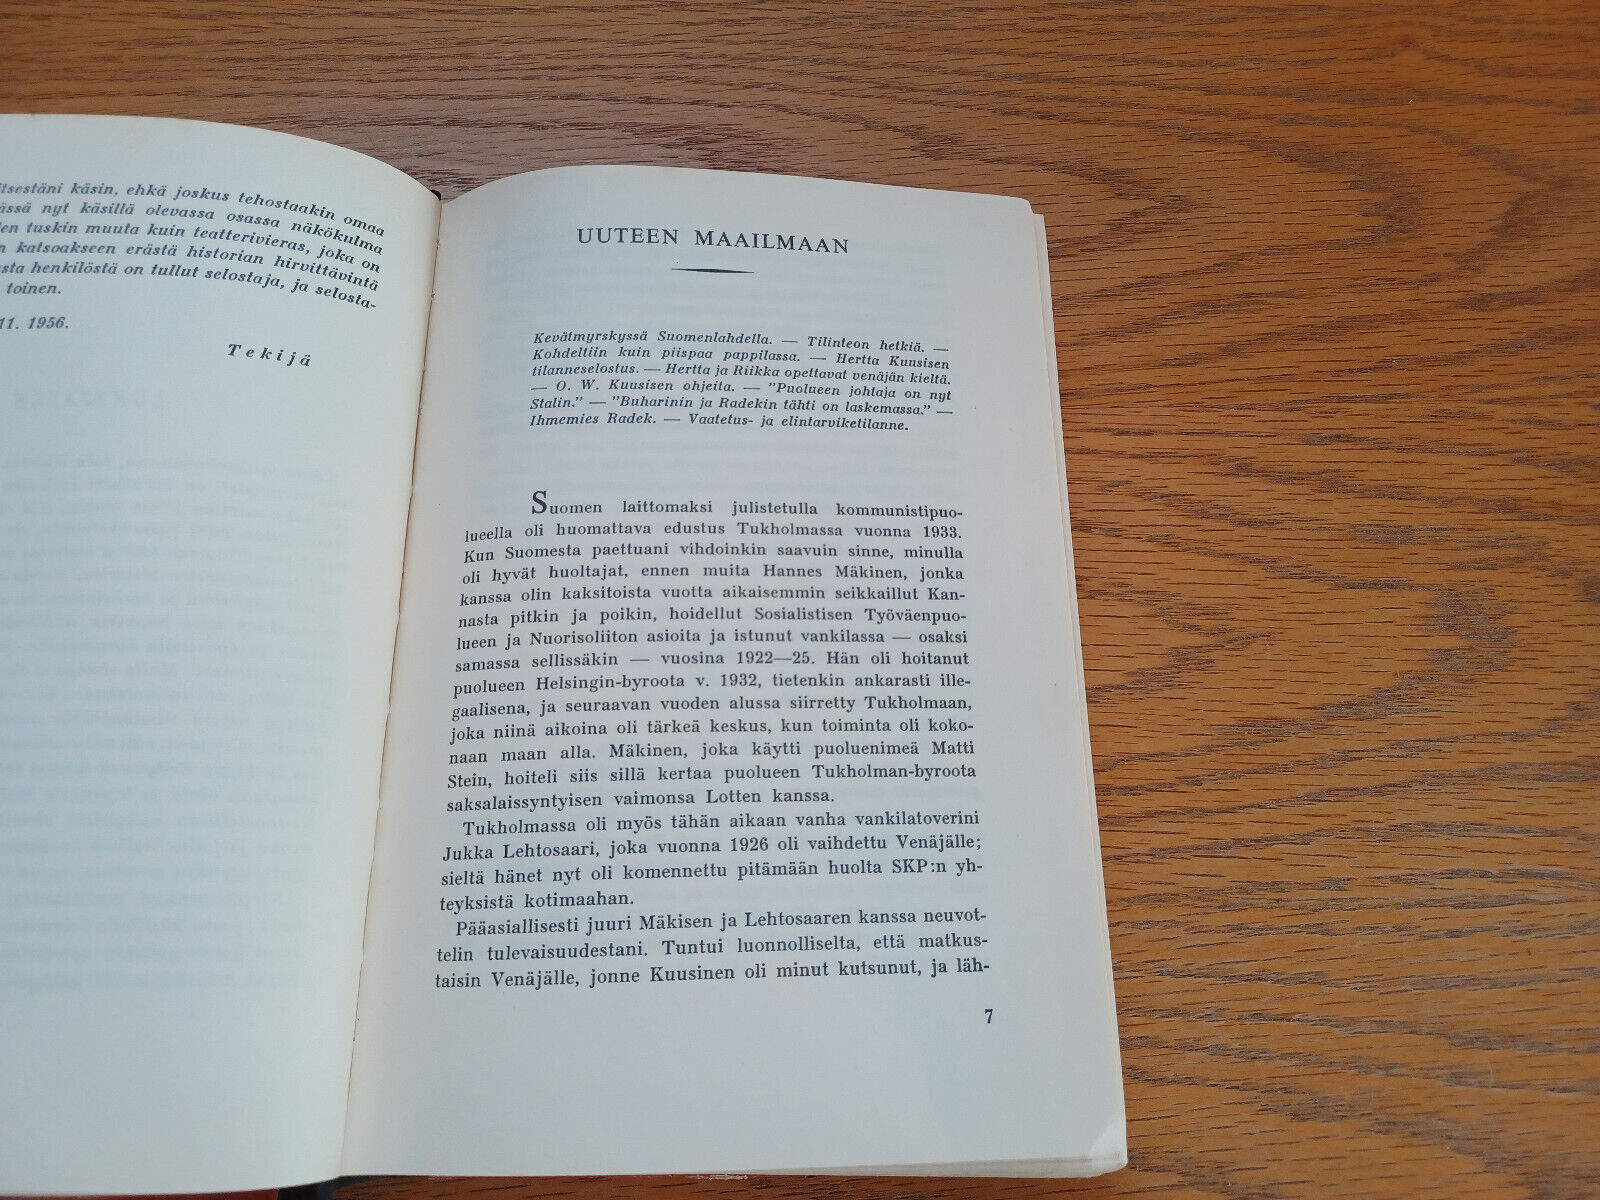 itsestäni käsin, ehkä joskus tehostaakin omaa
nyt käsillä olevassa osassa näkökulma
tuskin muuta kuin teatterivieras, joka on
katsoakseen erästä historian hirvittävintä
henkilöstä on tullut selostaja, ja selosta-
toinen.
11. 1956.
Tekijä
UUTEEN MAAILMAAN
Kevätmyrskyssä Suomenlahdella. — Tilinteon hetkiä. —
Kohdeltiin kuin piispaa pappilassa. — Hertta Kuusisen
tilanneselostus. — Hertta ja Riikka opettavat venäjän kieltä.
— O. W. Kuusisen ohjeita. — "Puolueen johtaja on nyt
Stalin." — "Buharinin ja Radekin tähti on laskemassa." —
Ihmemies Radek. — Vaatetus- ja elintarviketilanne.
Suomen laittomaksi julistetulla kommunistipuo-
lueella oli huomattava edustus Tukholmassa vuonna 1933.
Kun Suomesta paettuani vihdoinkin saavuin sinne, minulla
oli hyvät huoltajat, ennen muita Hannes Mäkinen, jonka
kanssa olin kaksitoista vuotta aikaisemmin seikkaillut Kan-
nasta pitkin ja poikin, hoidellut Sosialistisen Työväenpuo-
lueen ja Nuorisoliiton asioita ja istunut vankilassa — osaksi
samassa sellissäkin — vuosina 1922—25. Hän oli hoitanut
puolueen Helsingin-byroota v. 1932, tietenkin ankarasti ille-
gaalisena, ja seuraavan vuoden alussa siirretty Tukholmaan,
joka niinä aikoina oli tärkeä keskus, kun toiminta oli koko-
naan maan alla. Mäkinen, joka käytti puoluenimeä Matti
Stein, hoiteli siis sillä kertaa puolueen Tukholman-byroota
saksalaissyntyisen vaimonsa Lotten kanssa.
Tukholmassa oli myös tähän aikaan vanha vankilatoverini
Jukka Lehtosaari, joka vuonna 1926 oli vaihdettu Venäjälle;
sieltä hänet nyt oli komennettu pitämään huolta SKP:n yh-
teyksistä kotimaahan.
Pääasiallisesti juuri Mäkisen ja Lehtosaaren kanssa neuvot-
telin tulevaisuudestani. Tuntui luonnolliselta, että matkus-
taisin Venäjälle, jonne Kuusinen oli minut kutsunut, ja läh-
7